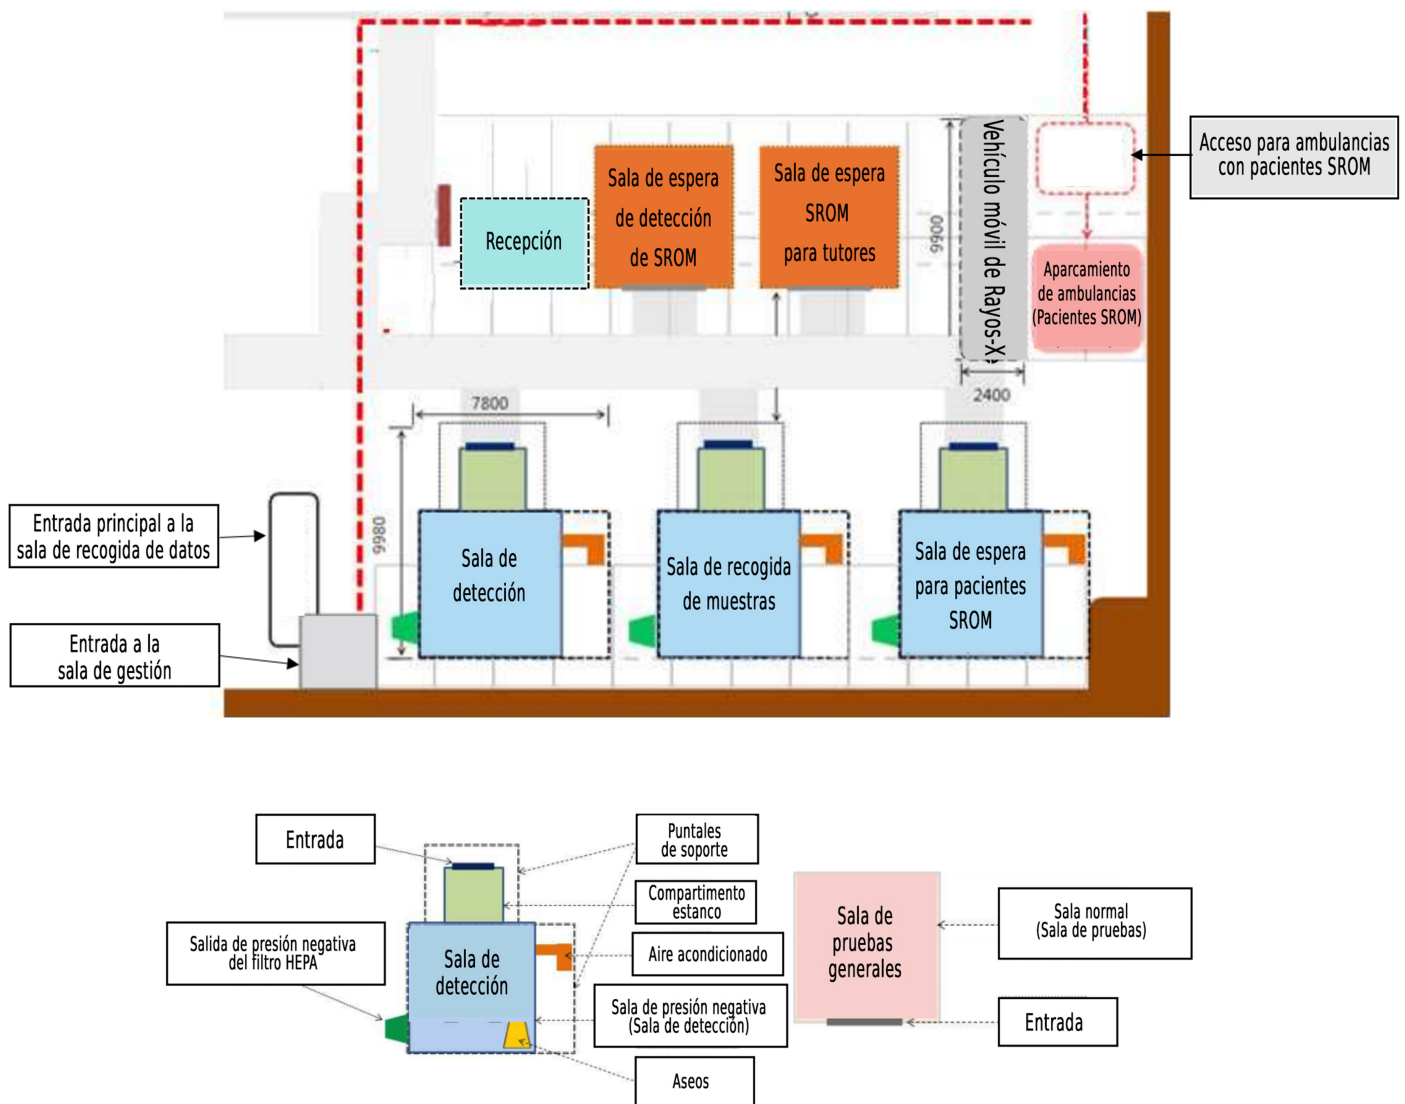 Acceso para ambulancias
con pacientes SROM
Vehículo móvil de Rayos-X
Sala de espera
de detección
de SROM
Sala de espera
SROM
para tutores
Recepción
9900
Aparcamiento
de ambulancias
(Pacientes SROM)
2400
7800
9980
Entrada principal a la
sala de recogida de datos
Sala de
detección
Sala de recogida
de muestras
Sala de espera
para pacientes
SROM
Entrada a la
sala de gestión
Entrada
Puntales
de soporte
Compartimento
estanco
Sala de
pruebas
generales
Sala normal
(Sala de pruebas)
Salida de presión negativa
del filtro HEPA
Sala de
detección
Aire acondicionado
Sala de presión negativa
(Sala de detección)
Entrada
Aseos